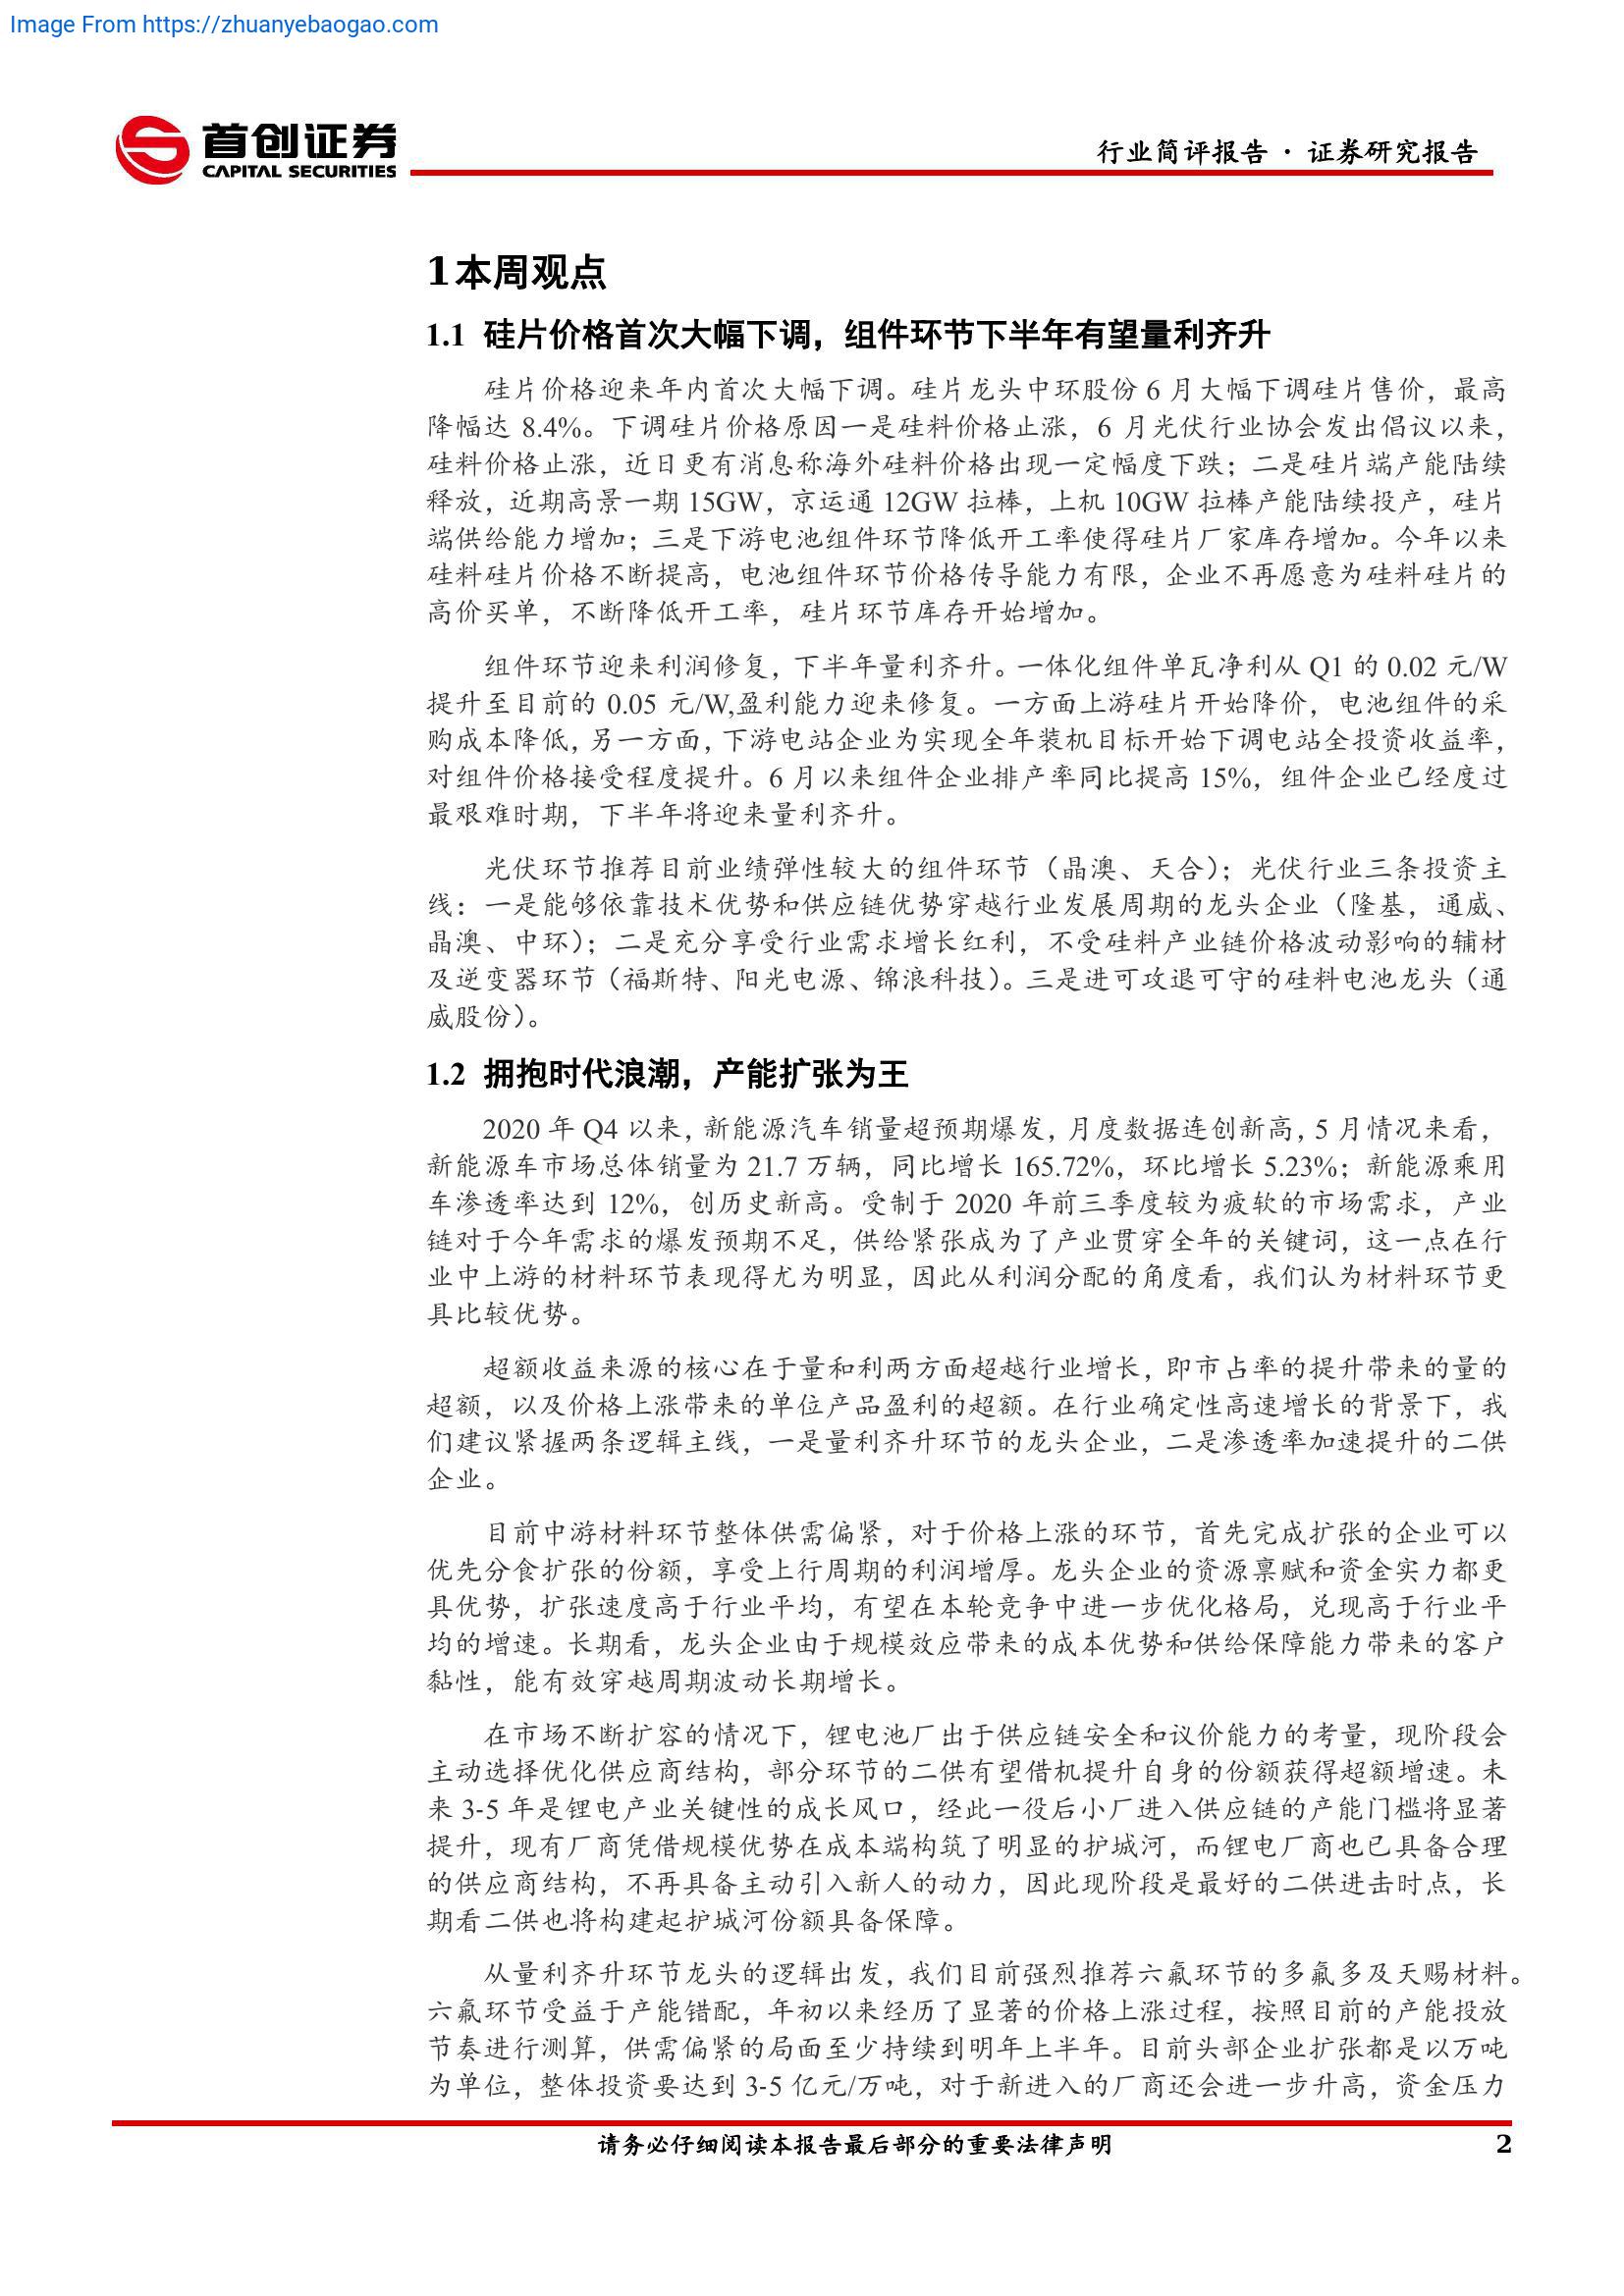 Image From https://zhuanyebaogao.com
首创证券
CAPITAL SECURITIES
行业简评报告 · 证券研究报告
1本周观点
1.1 硅片价格首次大幅下调，组件环节下半年有望量利齐升
硅片价格迎来年内首次大幅下调。硅片龙头中环股份 6 月大幅下调硅片售价，最高
降幅达 8.4%。下调硅片价格原因一是硅料价格止涨，6 月光伏行业协会发出倡议以来，
硅料价格止涨，近日更有消息称海外硅料价格出现一定幅度下跌；二是硅片端产能陆续
释放，近期高景一期 15GW，京运通 12GW 拉棒，上机 10GW 拉棒产能陆续投产，硅片
端供给能力增加；三是下游电池组件环节降低开工率使得硅片厂家库存增加。今年以来
硅料硅片价格不断提高，电池组件环节价格传导能力有限，企业不再愿意为硅料硅片的
高价买单，不断降低开工率，硅片环节库存开始增加。
组件环节迎来利润修复，下半年量利齐升。一体化组件单瓦净利从 Q1 的 0.02 元/W
提升至目前的 0.05 元/W,盈利能力迎来修复。一方面上游硅片开始降价，电池组件的采
购成本降低，另一方面，下游电站企业为实现全年装机目标开始下调电站全投资收益率，
对组件价格接受程度提升。6 月以来组件企业排产率同比提高 15%，组件企业已经度过
最艰难时期，下半年将迎来量利齐升。
光伏环节推荐目前业绩弹性较大的组件环节（晶澳、天合）；光伏行业三条投资主
线：一是能够依靠技术优势和供应链优势穿越行业发展周期的龙头企业（隆基，通威、
晶澳、中环）；二是充分享受行业需求增长红利，不受硅料产业链价格波动影响的辅材
及逆变器环节（福斯特、阳光电源、锦浪科技）。三是进可攻退可守的硅料电池龙头（通
威股份）。
1.2 拥抱时代浪潮，产能扩张为王
2020 年 Q4 以来，新能源汽车销量超预期爆发，月度数据连创新高，5 月情况来看，
新能源车市场总体销量为 21.7 万辆，同比增长 165.72%，环比增长 5.23%；新能源乘用
车渗透率达到 12%，创历史新高。受制于 2020 年前三季度较为疲软的市场需求，产业
链对于今年需求的爆发预期不足，供给紧张成为了产业贯穿全年的关键词，这一点在行
业中上游的材料环节表现得尤为明显，因此从利润分配的角度看，我们认为材料环节更
具比较优势。
超额收益来源的核心在于量和利两方面超越行业增长，即市占率的提升带来的量的
超额，以及价格上涨带来的单位产品盈利的超额。在行业确定性高速增长的背景下，我
们建议紧握两条逻辑主线，一是量利齐升环节的龙头企业，二是渗透率加速提升的二供
企业。
目前中游材料环节整体供需偏紧，对于价格上涨的环节，首先完成扩张的企业可以
优先分食扩张的份额，享受上行周期的利润增厚。龙头企业的资源禀赋和资金实力都更
具优势，扩张速度高于行业平均，有望在本轮竞争中进一步优化格局，兑现高于行业平
均的增速。长期看，龙头企业由于规模效应带来的成本优势和供给保障能力带来的客户
黏性，能有效穿越周期波动长期增长。
在市场不断扩容的情况下，锂电池厂出于供应链安全和议价能力的考量，现阶段会
主动选择优化供应商结构，部分环节的二供有望借机提升自身的份额获得超额增速。未
来 3-5 年是锂电产业关键性的成长风口，经此一役后小厂进入供应链的产能门槛将显著
提升，现有厂商凭借规模优势在成本端构筑了明显的护城河，而锂电厂商也已具备合理
的供应商结构，不再具备主动引入新人的动力，因此现阶段是最好的二供进击时点，长
期看二供也将构建起护城河份额具备保障。
从量利齐升环节龙头的逻辑出发，我们目前强烈推荐六氟环节的多氟多及天赐材料。
六氟环节受益于产能错配，年初以来经历了显著的价格上涨过程，按照目前的产能投放
节奏进行测算，供需偏紧的局面至少持续到明年上半年。目前头部企业扩张都是以万吨
为单位，整体投资要达到 3-5 亿元/万吨，对于新进入的厂商还会进一步升高，资金压力
请务必仔细阅读本报告最后部分的重要法律声明
2